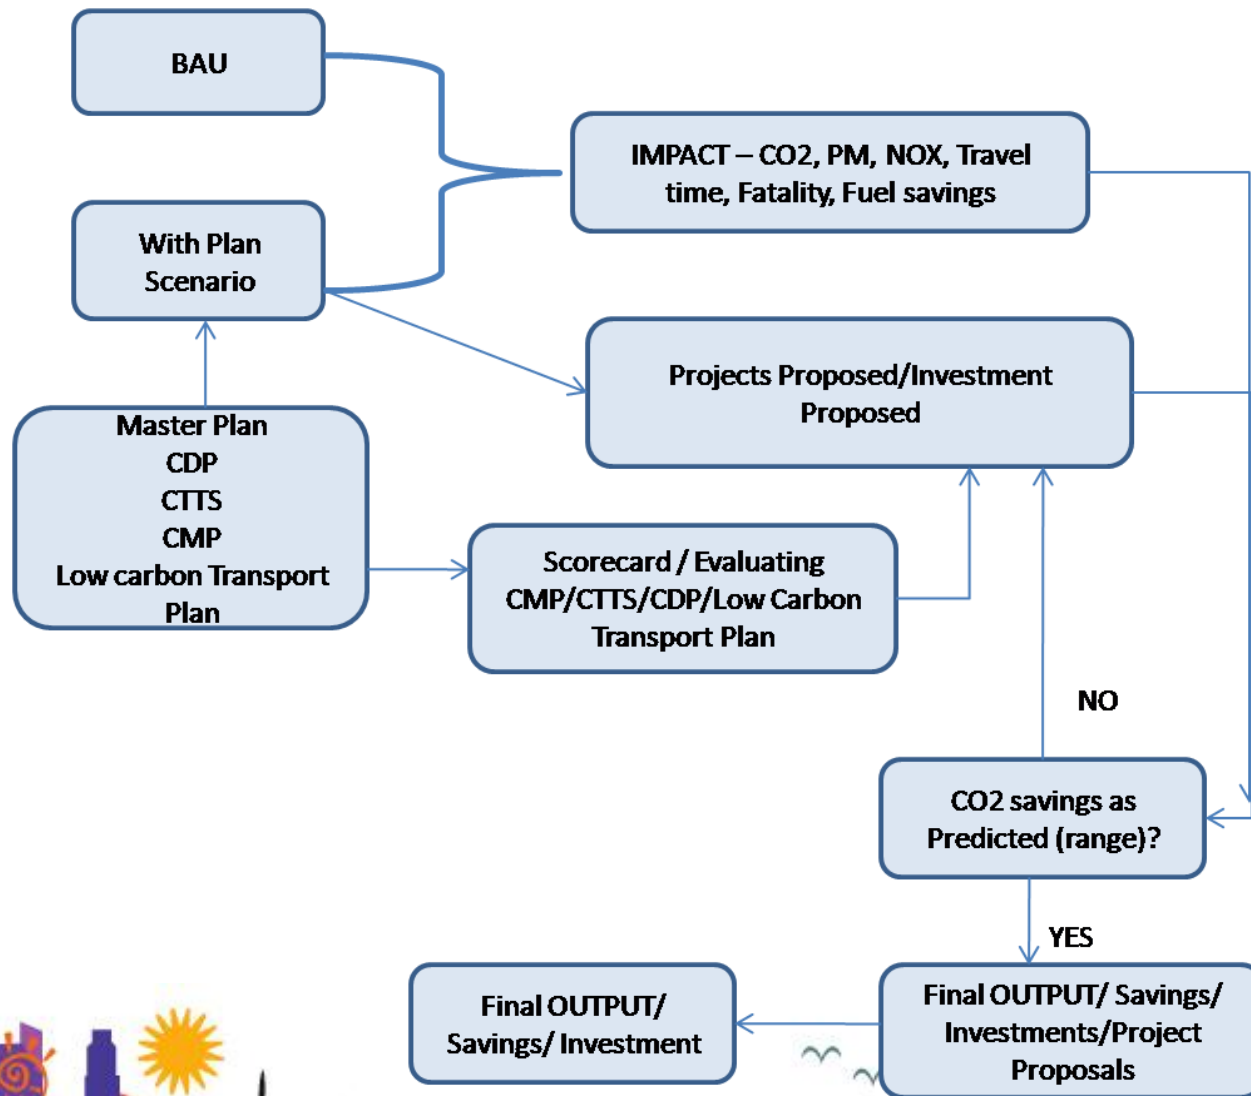 BAU
IMPACT – CO2, PM, NOX, Travel
time, Fatality, Fuel savings
With Plan
Scenario
Projects Proposed/Investment
Proposed
Master Plan
CDP
CTTS
CMP
Low carbon Transport
Plan
Scorecard / Evaluating
CMP/CTTS/CDP/Low Carbon
Transport Plan
NO
CO2 savings as
Predicted (range)?
YES
Final OUTPUT/
Savings/ Investment
Final OUTPUT/ Savings/
Investments/Project
Proposals